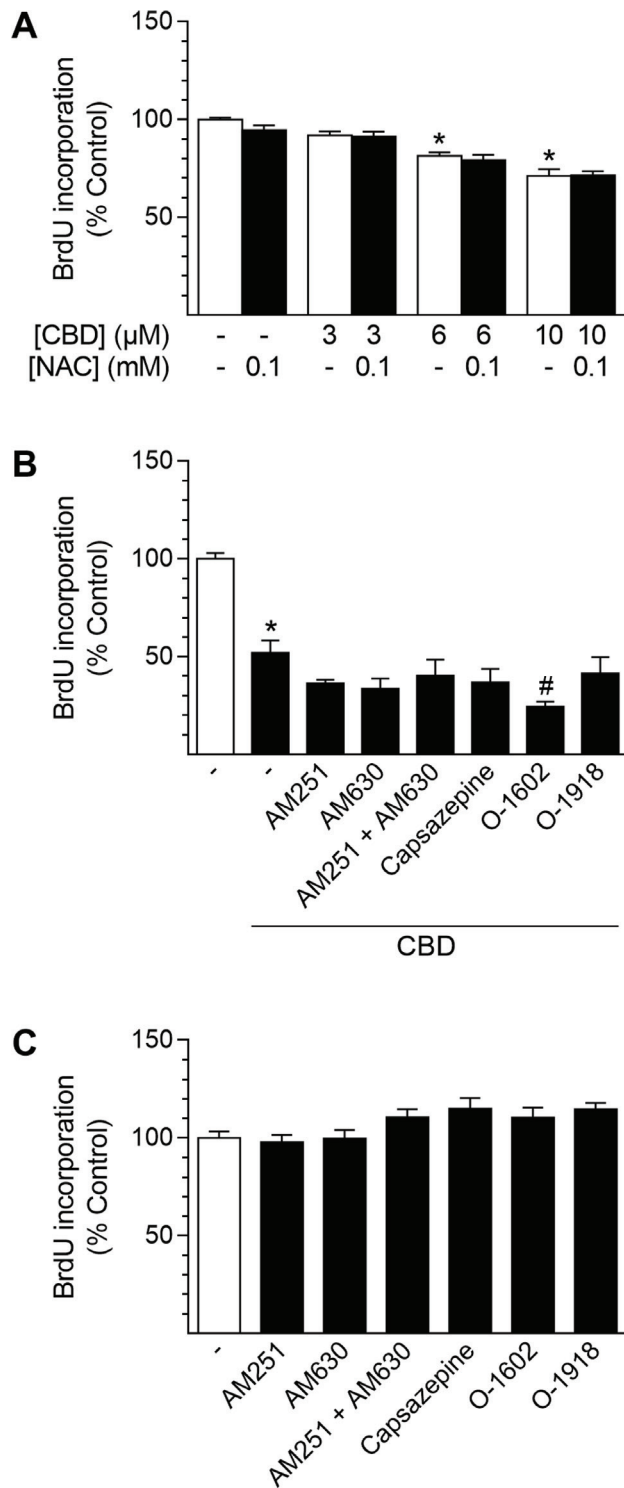 A
150
100
50
BrdU incorporation
(% Control)
* *
[CBD] (µM) - - 3 3 6 6 10 10
[NAC] (mM) - 0.1 - 0.1 - 0.1 - 0.1
B
150
100
50
BrdU incorporation
(% Control)
* #
- - AM251 AM630 AM251 + AM630 Capsazepine O-1602 O-1918
CBD
C
150
100
50
BrdU incorporation
(% Control)
- AM251 AM630 AM251 + AM630 Capsazepine O-1602 O-1918